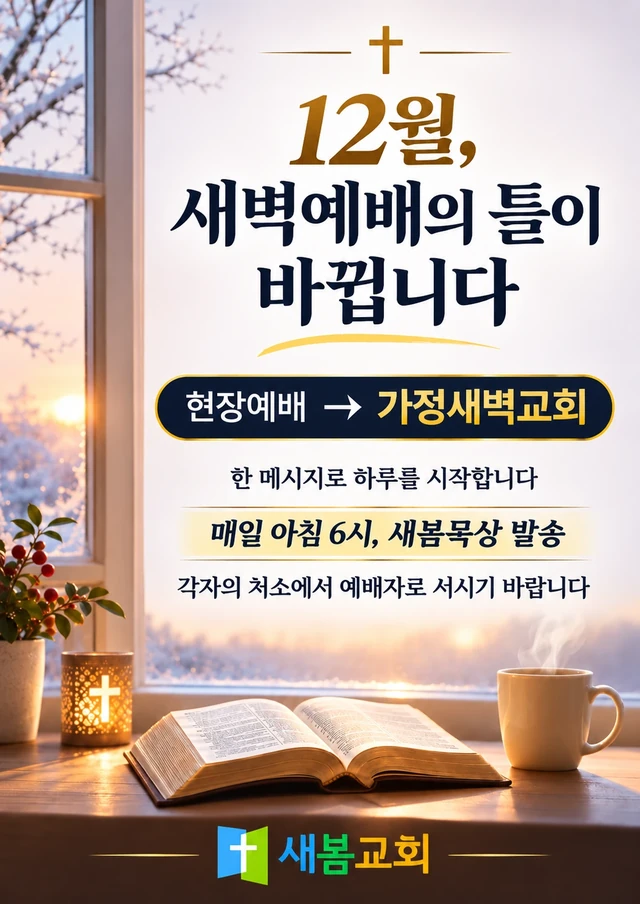 12월,
새벽예배의 틀이
바뀝니다
현장예배 → 가정새벽교회
한 메시지로 하루를 시작합니다
매일 아침 6시, 새봄묵상 발송
각자의 처소에서 예배자로 서시기 바랍니다
새봄교회